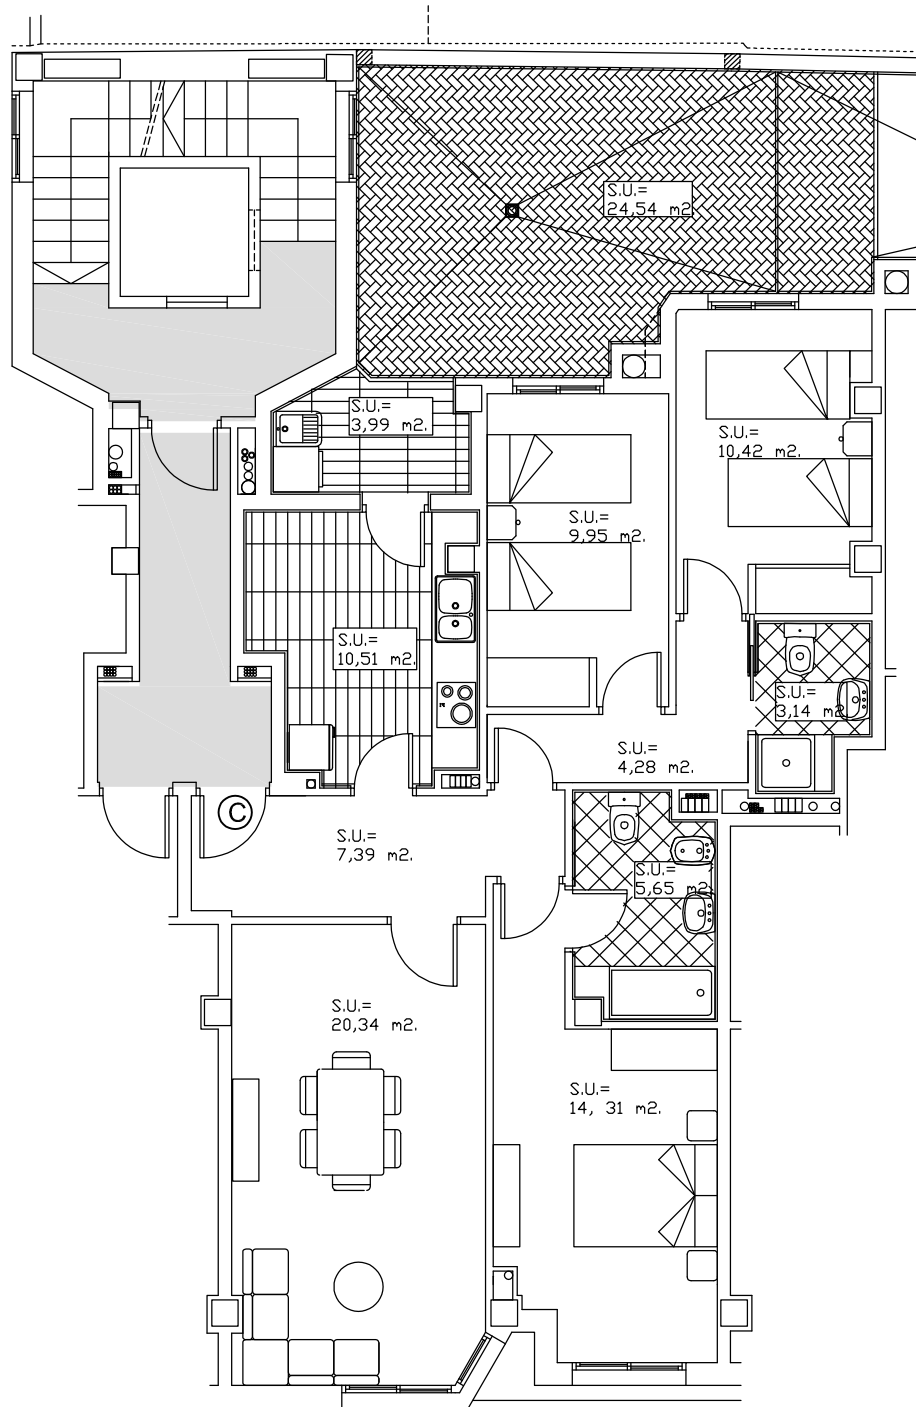 S.U.=
24,54 m2
S.U.=
3,99 m2.
S.U.=
10,42 m2.
S.U.=
9,95 m2.
S.U.=
10,51 m2.
S.U.=
3,14 m2
S.U.=
4,28 m2.
C
S.U.=
7,39 m2.
S.U.=
5,65 m2
S.U.=
20,34 m2.
S.U.=
14, 31 m2.